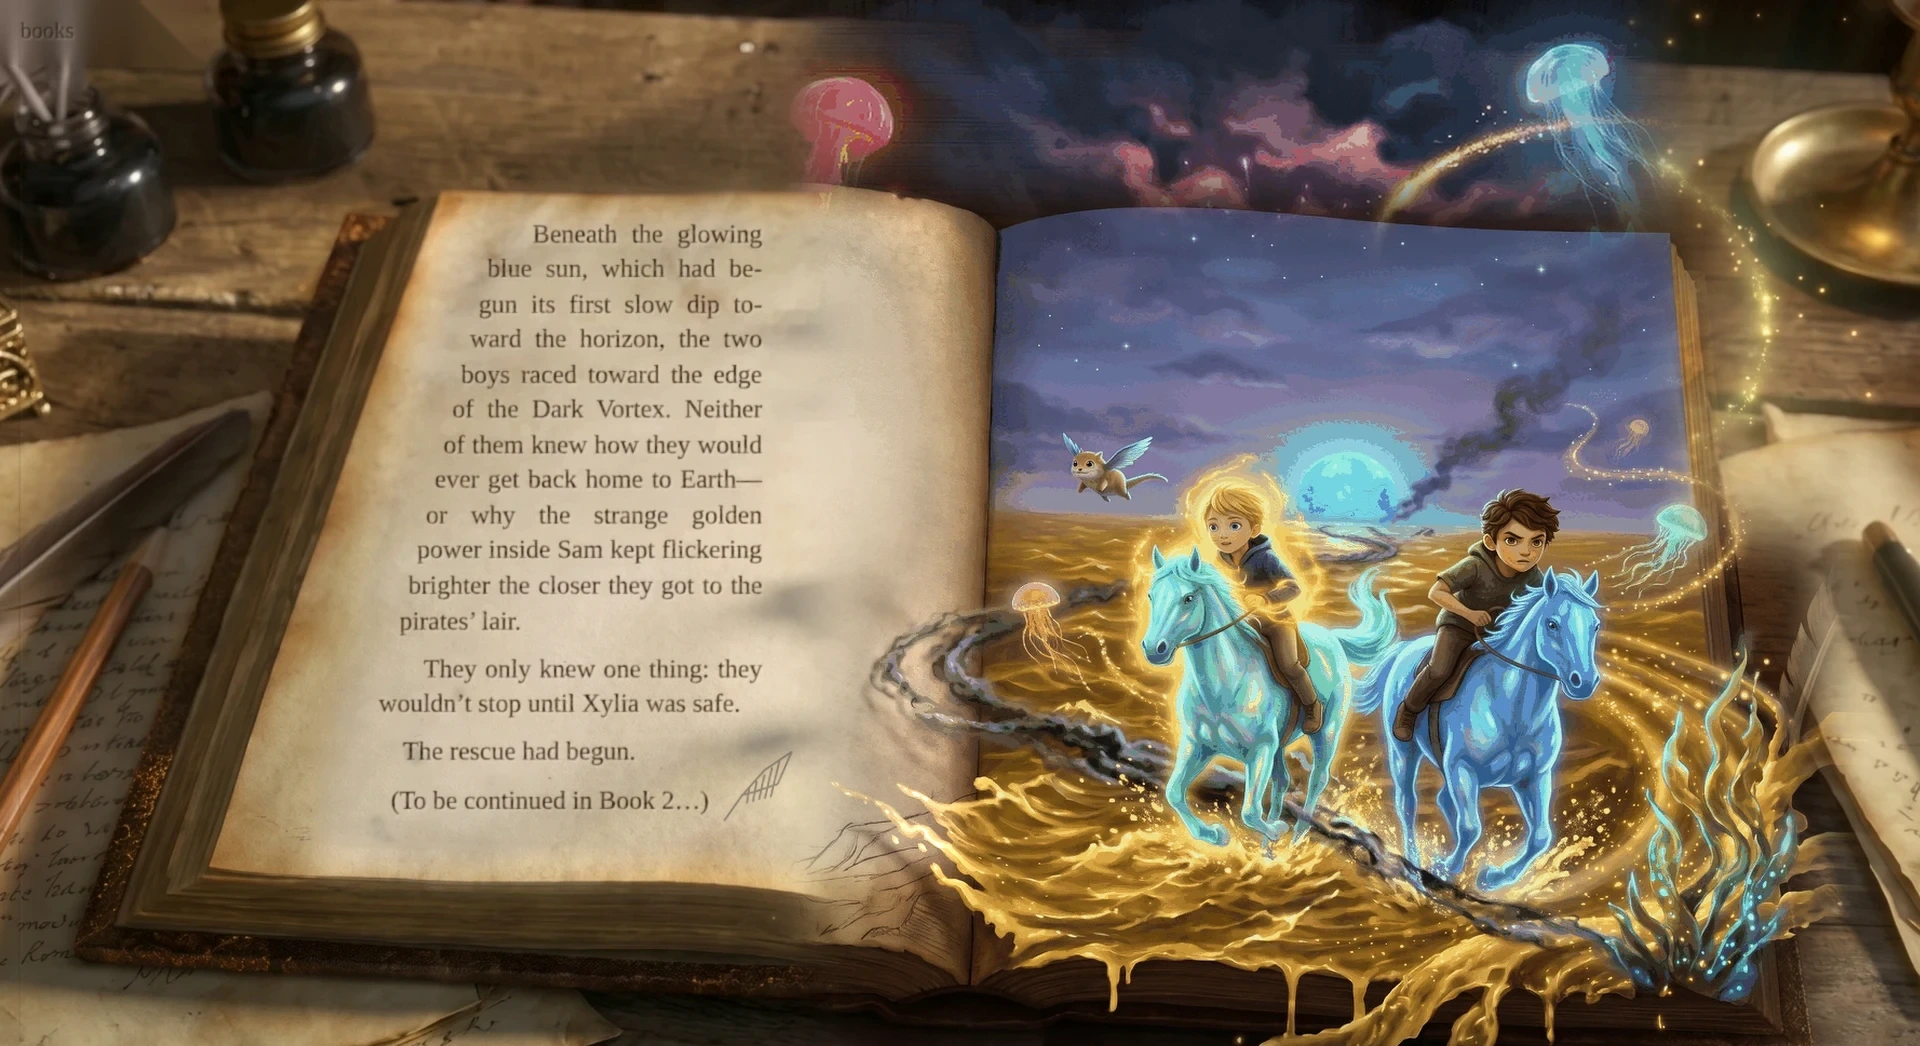 books
Beneath the glowing
blue sun, which had be-
gun its first slow dip to-
ward the horizon, the two
boys raced toward the edge
of the Dark Vortex. Neither
of them knew how they would
ever get back home to Earth—
or why the strange golden
power inside Sam kept flickering
brighter the closer they got to the
pirates’ lair.
They only knew one thing: they
wouldn’t stop until Xylia was safe.
The rescue had begun.
(To be continued in Book 2…)